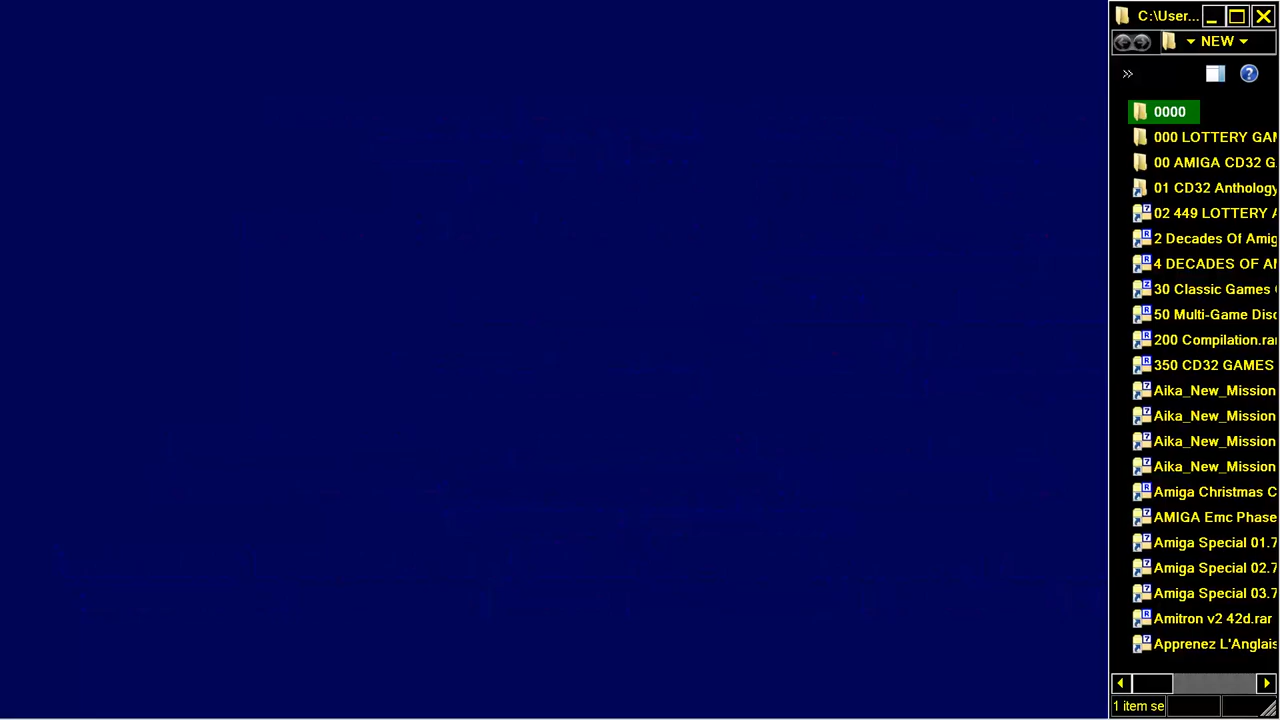 C:\User...
NEW
»
?
0000
000 LOTTERY GAM
00 AMIGA CD32 G
01 CD32 Anthology
02 449 LOTTERY A
2 Decades Of Amig
4 DECADES OF AM
30 Classic Games
50 Multi-Game Disc
200 Compilation.rar
350 CD32 GAMES
Aika_New_Mission
Aika_New_Mission
Aika_New_Mission
Aika_New_Mission
Amiga Christmas C
AMIGA Emc Phase
Amiga Special 01.7
Amiga Special 02.7
Amiga Special 03.7
Amitron v2 42d.rar
Apprenez L'Anglais
1 item se